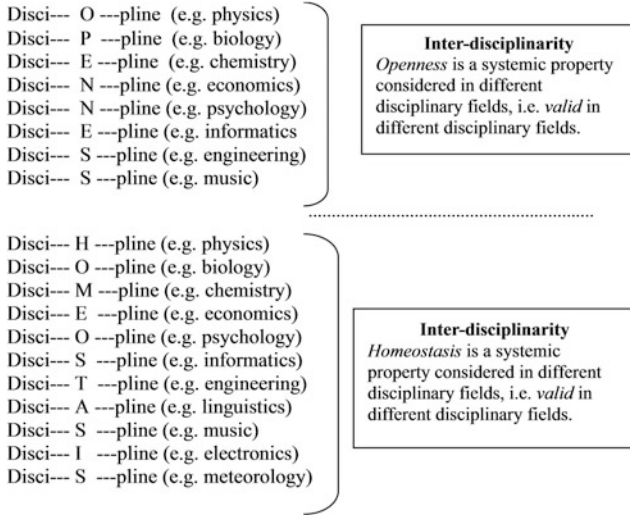 Disci--- O ---pline (e.g. physics)
Disci--- P ---pline (e.g. biology)
Disci--- E ---pline (e.g. chemistry)
Disci--- N ---pline (e.g. economics)
Disci--- N ---pline (e.g. psychology)
Disci--- E ---pline (e.g. informatics
Disci--- S ---pline (e.g. engineering)
Disci--- S ---pline (e.g. music)
Inter-disciplinarity
Openness is a systemic property
considered in different
disciplinary fields, i.e. valid in
different disciplinary fields.
Disci--- H ---pline (e.g. physics)
Disci--- O ---pline (e.g. biology)
Disci--- M ---pline (e.g. chemistry)
Disci--- E ---pline (e.g. economics)
Disci--- O ---pline (e.g. psychology)
Disci--- S ---pline (e.g. informatics)
Disci--- T ---pline (e.g. engineering)
Disci--- A ---pline (e.g. linguistics)
Disci--- S ---pline (e.g. music)
Disci--- I ---pline (e.g. electronics)
Disci--- S ---pline (e.g. meteorology)
Inter-disciplinarity
Homeostasis is a systemic
property considered in different
disciplinary fields, i.e. valid in
different disciplinary fields.